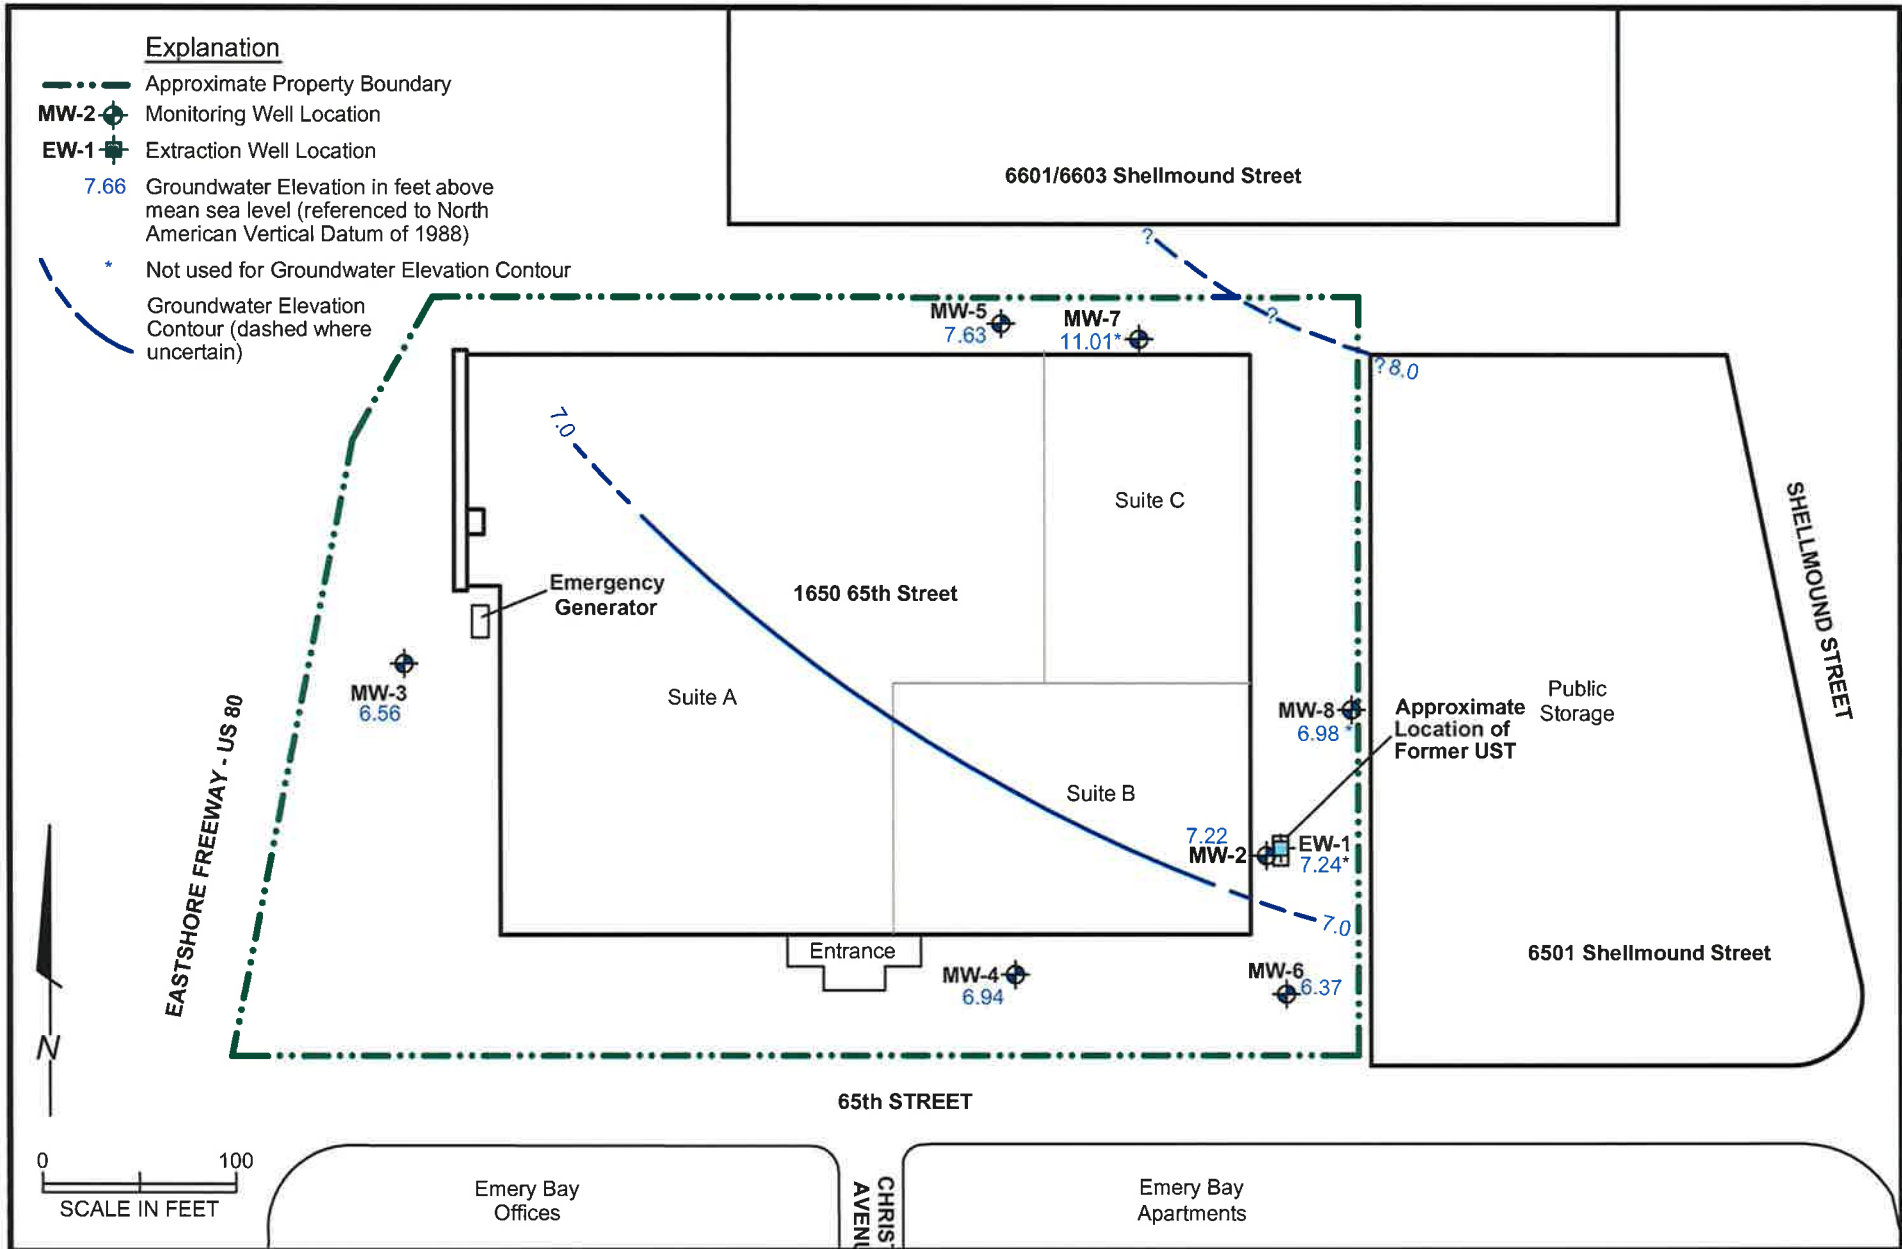 Explanation
Approximate Property Boundary
MW-2 Monitoring Well Location
EW-1 Extraction Well Location
7.66 Groundwater Elevation in feet above
mean sea level (referenced to North
American Vertical Datum of 1988)
* Not used for Groundwater Elevation Contour
Groundwater Elevation
Contour (dashed where
uncertain)
6601/6603 Shellmound Street
?
?
?8.0
MW-5
7.63
MW-7
11.01*
7.0
Suite C
Emergency
Generator
1650 65th Street
SHELLMOUND STREET
MW-3
6.56
Suite A
EASTSHORE FREEWAY - US 80
MW-8
6.98 *
Approximate
Location of
Former UST
Public
Storage
Suite B
7.22
MW-2
EW-1
7.24*
7.0
Entrance
6501 Shellmound Street
MW-4
6.94
MW-6
6.37
N
65th STREET
0 100
SCALE IN FEET
Emery Bay
Offices
CHRIST
AVENU
Emery Bay
Apartments